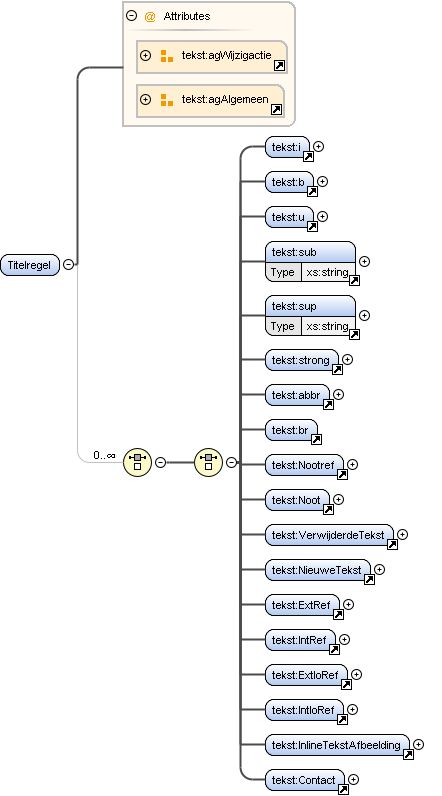 @ Attributes
tekst:agWijzigactie
tekst:agAlgemeen
tekst:i
tekst:b
tekst:u
tekst:sub
Type xs:string
Titelregel
tekst:sup
Type xs:string
tekst:strong
tekst:abbr
tekst:br
0..∞
tekst:Nootref
tekst:Noot
tekst:VerwijderdeTekst
tekst:NieuweTekst
tekst:ExtRef
tekst:IntRef
tekst:ExtIoRef
tekst:IntIoRef
tekst:InlineTekstAfbeelding
tekst:Contact